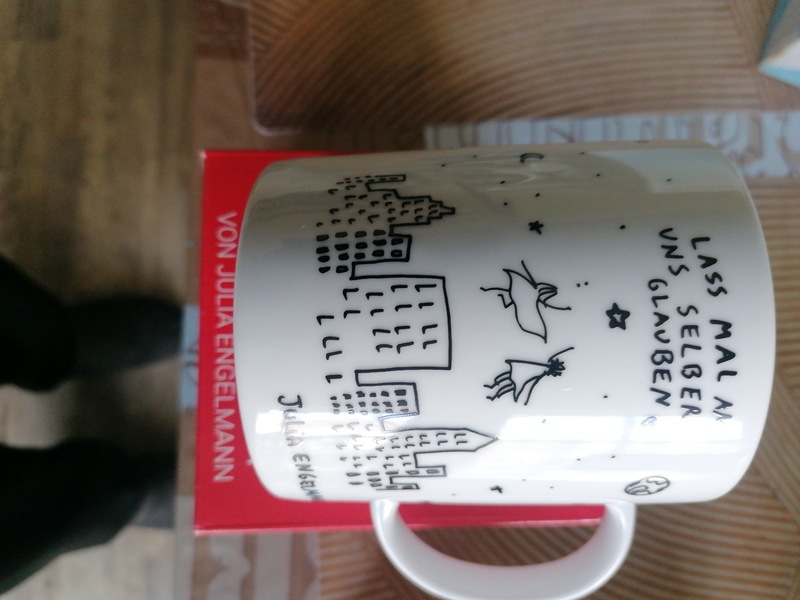 LASS MAL AN
UNS SELBER
GLAUBEN
JULIA ENGELMANN
VON JULIA ENGELMANN